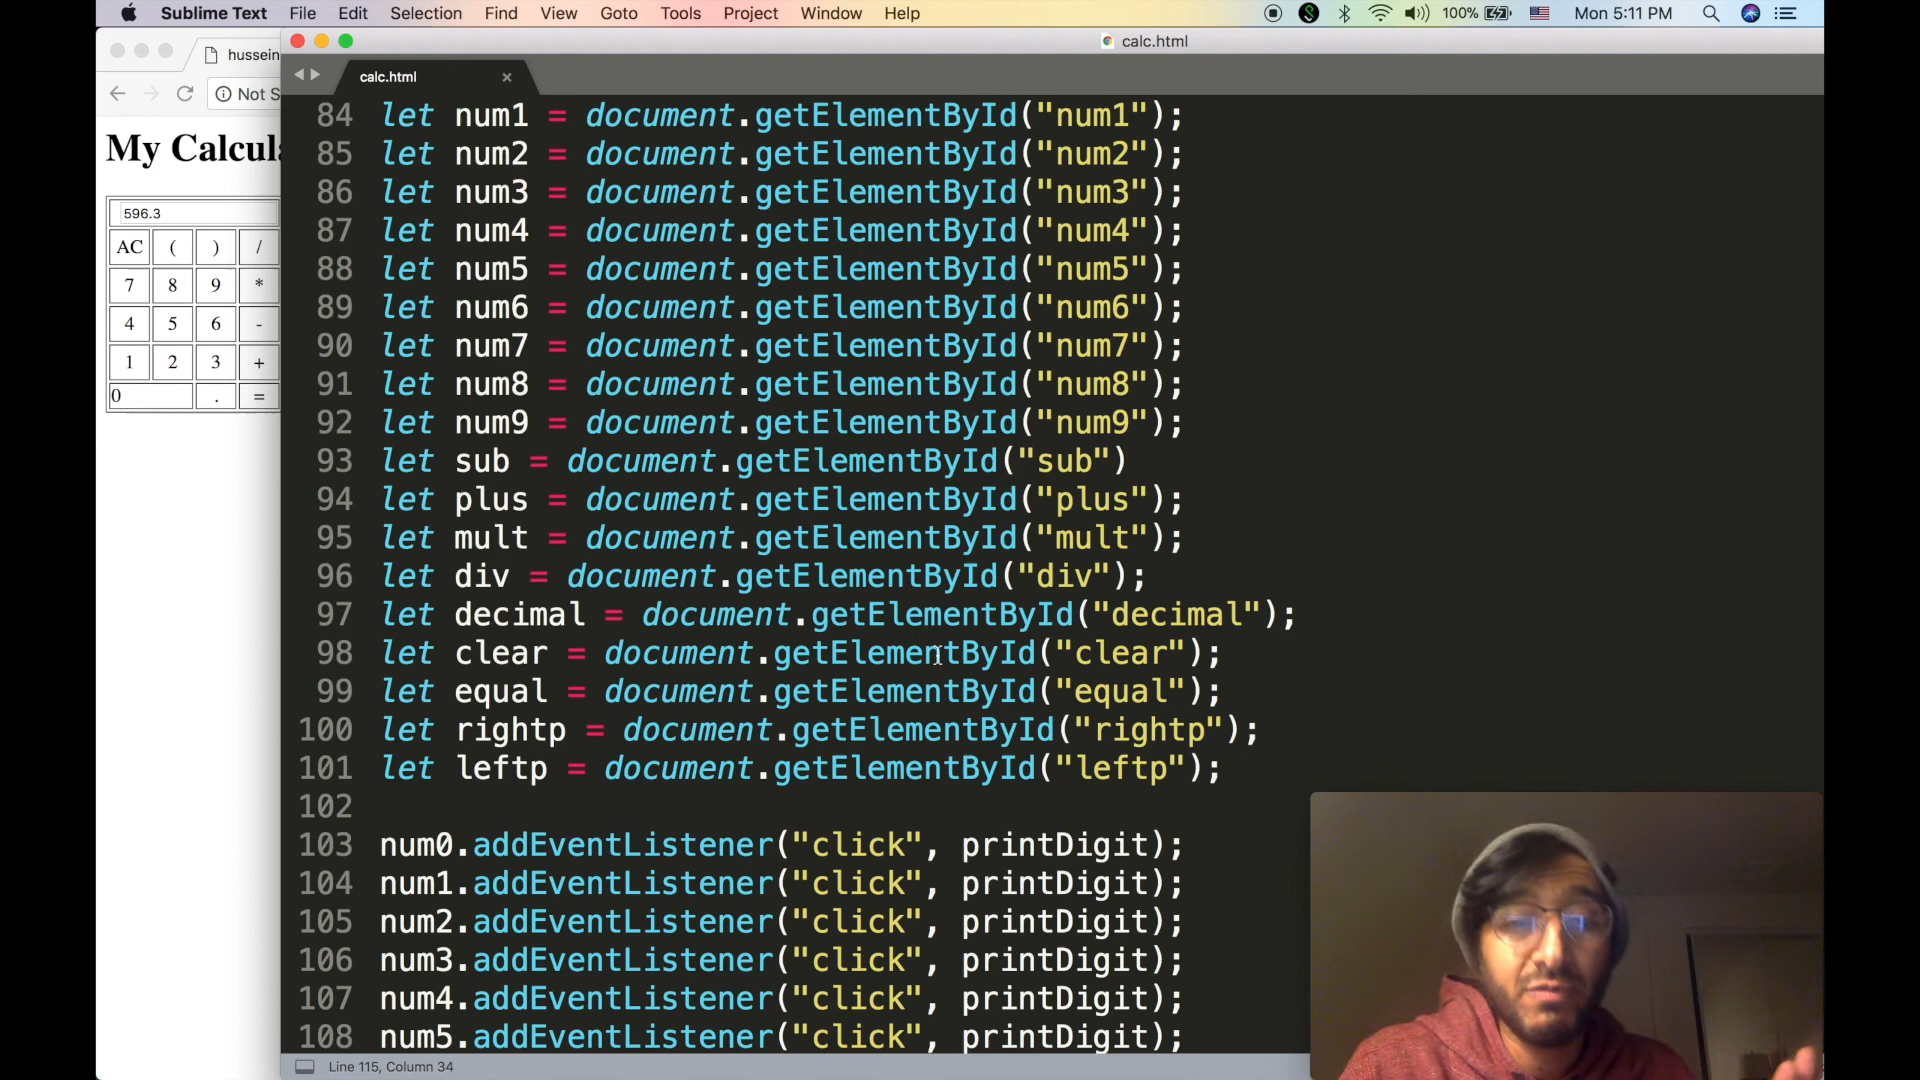 Sublime Text File Edit Selection Find View Goto Tools Project Window Help 100% Mon 5:11 PM
calc.html
hussein
calc.html
Not S
My Calcul
596.3
AC ( ) /
7 8 9 *
4 5 6 -
1 2 3 +
0 . =
84 let num1 = document.getElementById("num1");
85 let num2 = document.getElementById("num2");
86 let num3 = document.getElementById("num3");
87 let num4 = document.getElementById("num4");
88 let num5 = document.getElementById("num5");
89 let num6 = document.getElementById("num6");
90 let num7 = document.getElementById("num7");
91 let num8 = document.getElementById("num8");
92 let num9 = document.getElementById("num9");
93 let sub = document.getElementById("sub")
94 let plus = document.getElementById("plus");
95 let mult = document.getElementById("mult");
96 let div = document.getElementById("div");
97 let decimal = document.getElementById("decimal");
98 let clear = document.getElementById("clear");
99 let equal = document.getElementById("equal");
100 let rightp = document.getElementById("rightp");
101 let leftp = document.getElementById("leftp");
102
103 num0.addEventListener("click", printDigit);
104 num1.addEventListener("click", printDigit);
105 num2.addEventListener("click", printDigit);
106 num3.addEventListener("click", printDigit);
107 num4.addEventListener("click", printDigit);
108 num5.addEventListener("click", printDigit);
Line 115, Column 34